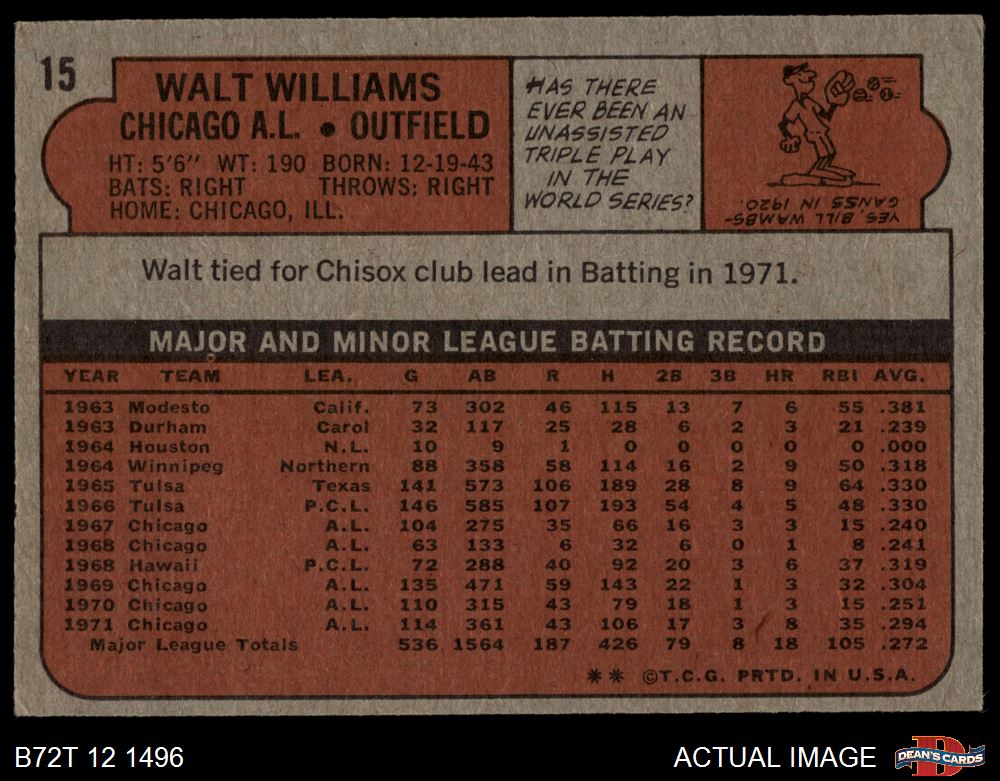 15
WALT WILLIAMS
CHICAGO A.L. • OUTFIELD
HT: 5'6" WT: 190 BORN: 12-19-43
BATS: RIGHT THROWS: RIGHT
HOME: CHICAGO, ILL.
HAS THERE
EVER BEEN AN
UNASSISTED
TRIPLE PLAY
IN THE
WORLD SERIES?
YES, BILL WAMBS-
GANSS IN 1920.
Walt tied for Chisox club lead in Batting in 1971.
MAJOR AND MINOR LEAGUE BATTING RECORD
YEAR TEAM LEA. G AB R H 2B 3B HR RBI AVG.
1963 Modesto Calif. 73 302 46 115 13 7 6 55 .381
1963 Durham Carol 32 117 25 28 6 2 3 21 .239
1964 Houston N.L. 10 9 1 0 0 0 0 0 .000
1964 Winnipeg Northern 88 358 58 114 16 2 9 50 .318
1965 Tulsa Texas 141 573 106 189 28 8 9 64 .330
1966 Tulsa P.C.L. 146 585 107 193 54 4 5 48 .330
1967 Chicago A.L. 104 275 35 66 16 3 3 15 .240
1968 Chicago A.L. 63 133 6 32 6 0 1 8 .241
1968 Hawaii P.C.L. 72 288 40 92 20 3 6 37 .319
1969 Chicago A.L. 135 471 59 143 22 1 3 32 .304
1970 Chicago A.L. 110 315 43 79 18 1 3 15 .251
1971 Chicago A.L. 114 361 43 106 17 3 8 35 .294
Major League Totals 536 1564 187 426 79 8 18 105 .272
** ©T.C.G. PRTD. IN U.S.A.
B72T 12 1496
ACTUAL IMAGE
D
DEAN'S CARDS